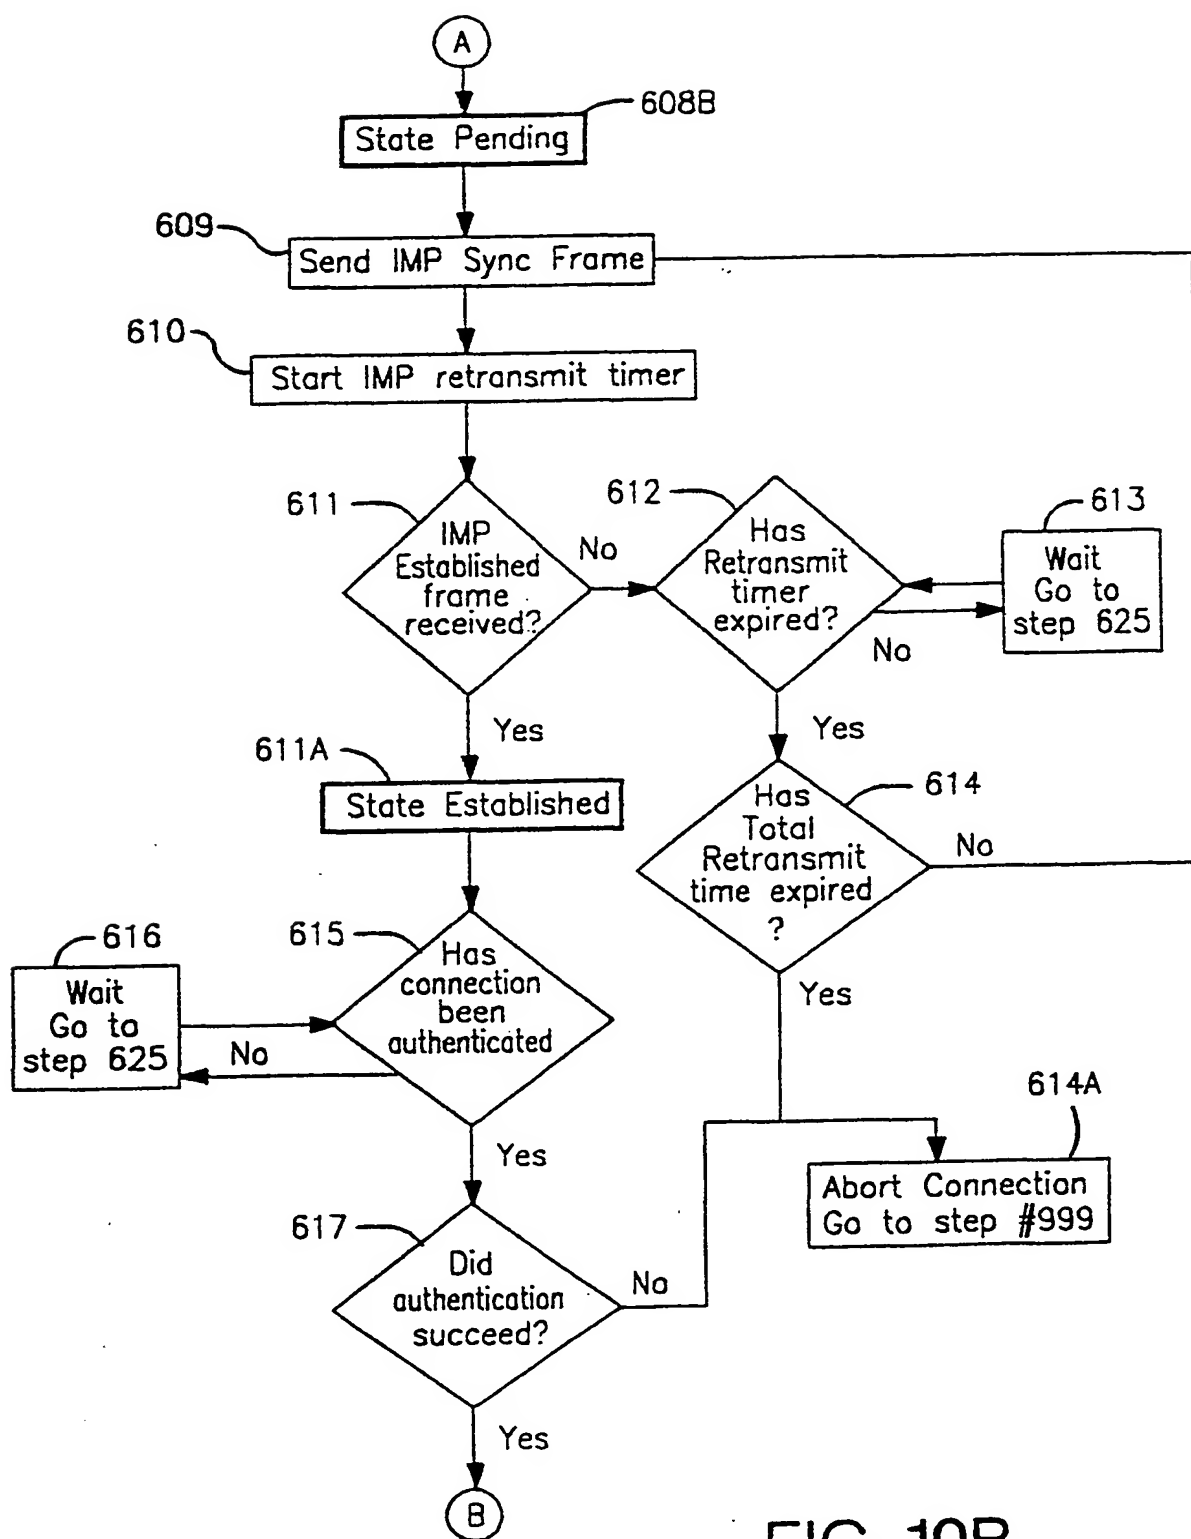 A
608B
State Pending
609
Send IMP Sync Frame
610
Start IMP retransmit timer
611
IMP
Established
frame
received?
No
612
Has
Retransmit
timer
expired?
No
613
Wait
Go to
step 625
Yes
Yes
611A
State Established
614
Has
Total
Retransmit
time expired
?
No
616
Wait
Go to
step 625
No
615
Has
connection
been
authenticated
Yes
Yes
614A
Abort Connection
Go to step #999
617
Did
authentication
succeed?
No
Yes
B